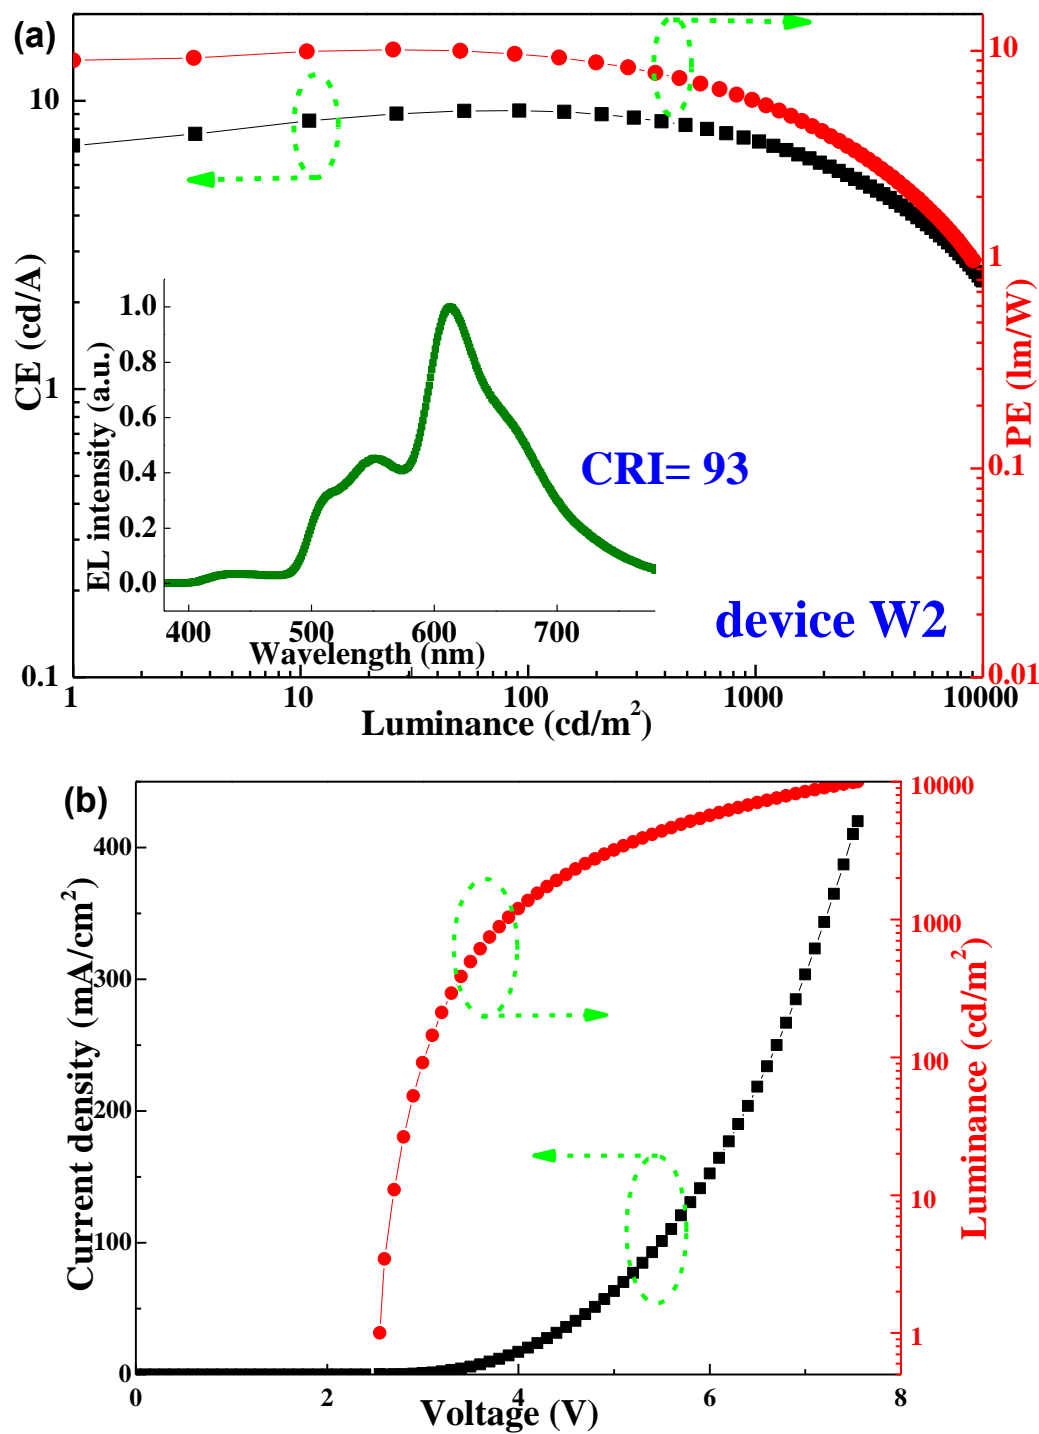 (a)
10
1
0.1
CE (cd/A)
10
1
0.1
0.01
PE (lm/W)
1.0
0.8
0.6
0.4
0.2
0.0
EL intensity (a.u.)
400 500 600 700
Wavelength (nm)
CRI= 93
device W2
1 10 100 1000 10000
Luminance (cd/m²)
(b)
400
300
200
100
0
Current density (mA/cm²)
10000
1000
100
10
1
Luminance (cd/m²)
0 2 4 6 8
Voltage (V)